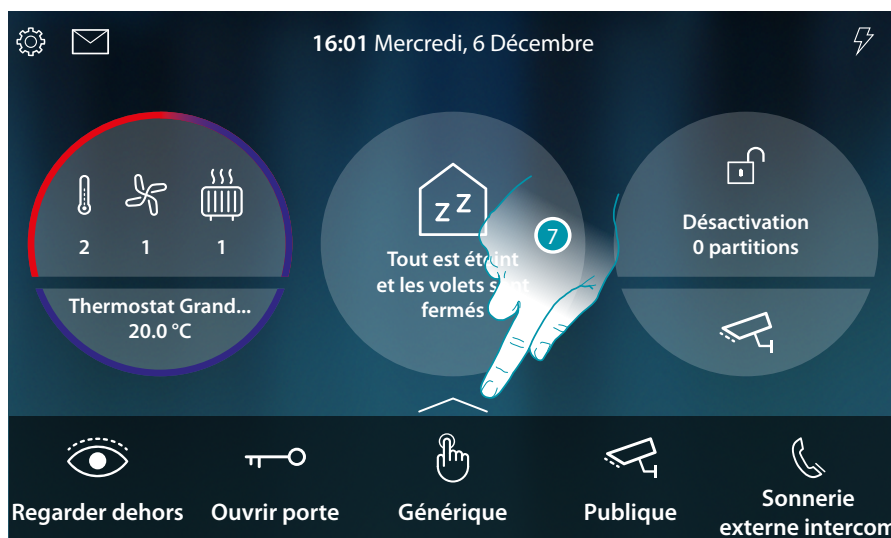 16:01 Mercredi, 6 Décembre
2 1 1
Thermostat Grand...
20.0 °C
z z
Tout est éteint
et les volets sont
fermés
7
Désactivation
0 partitions
Regarder dehors
Ouvrir porte
Générique
Publique
Sonnerie
externe intercom